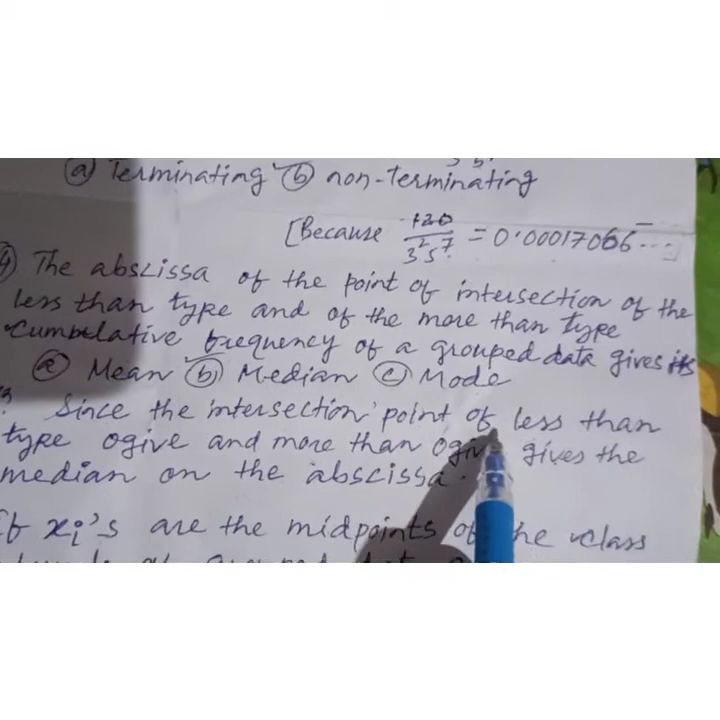 ⓐ Terminating ⓑ non-terminating
[Because 120/3²5⁷ = 0.00017066...
4) The abscissa of the point of intersection of the
less than type and of the more than type
cumulative frequency of a grouped data gives its
ⓐ Mean ⓑ Median ⓒ Mode
Since the intersection point of less than
type ogive and more than gives the
median on the abscissa.
If xi's are the midpoints of the class